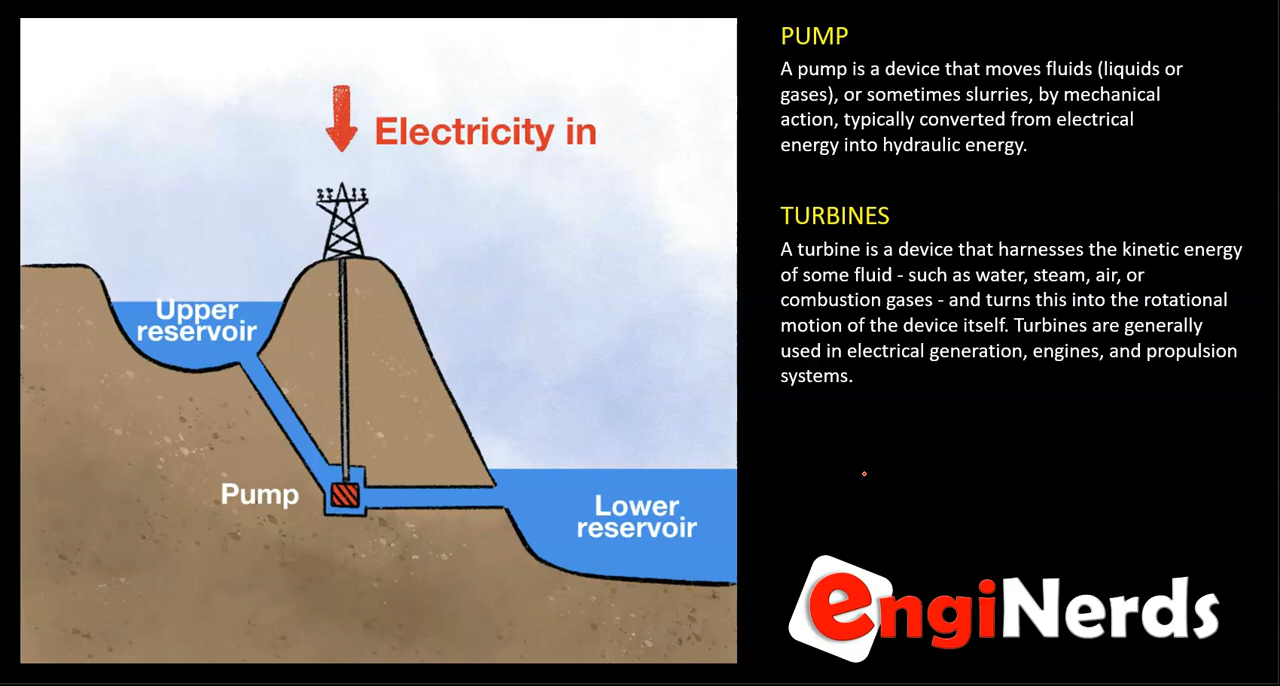 Electricity in
Upper
reservoir
Pump
Lower
reservoir
PUMP
A pump is a device that moves fluids (liquids or
gases), or sometimes slurries, by mechanical
action, typically converted from electrical
energy into hydraulic energy.
TURBINES
A turbine is a device that harnesses the kinetic energy
of some fluid - such as water, steam, air, or
combustion gases - and turns this into the rotational
motion of the device itself. Turbines are generally
used in electrical generation, engines, and propulsion
systems.
engiNerds